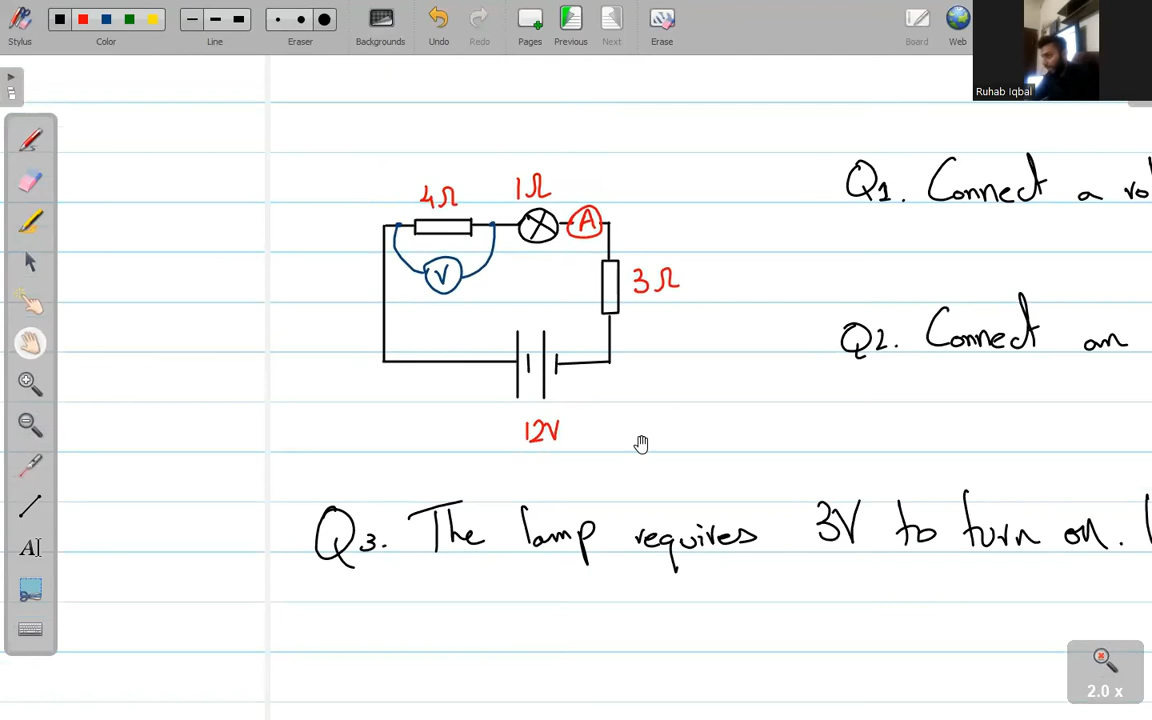 Stylus
Color
Line
Eraser
Backgrounds
Undo
Redo
Pages
Previous
Next
Erase
Board
Web
Ruhab Iqbal
4Ω
1Ω
A
V
3Ω
12V
Q1. Connect a
Q2. Connect an
Q3. The lamp requires 3V to turn on.
A
2.0 x